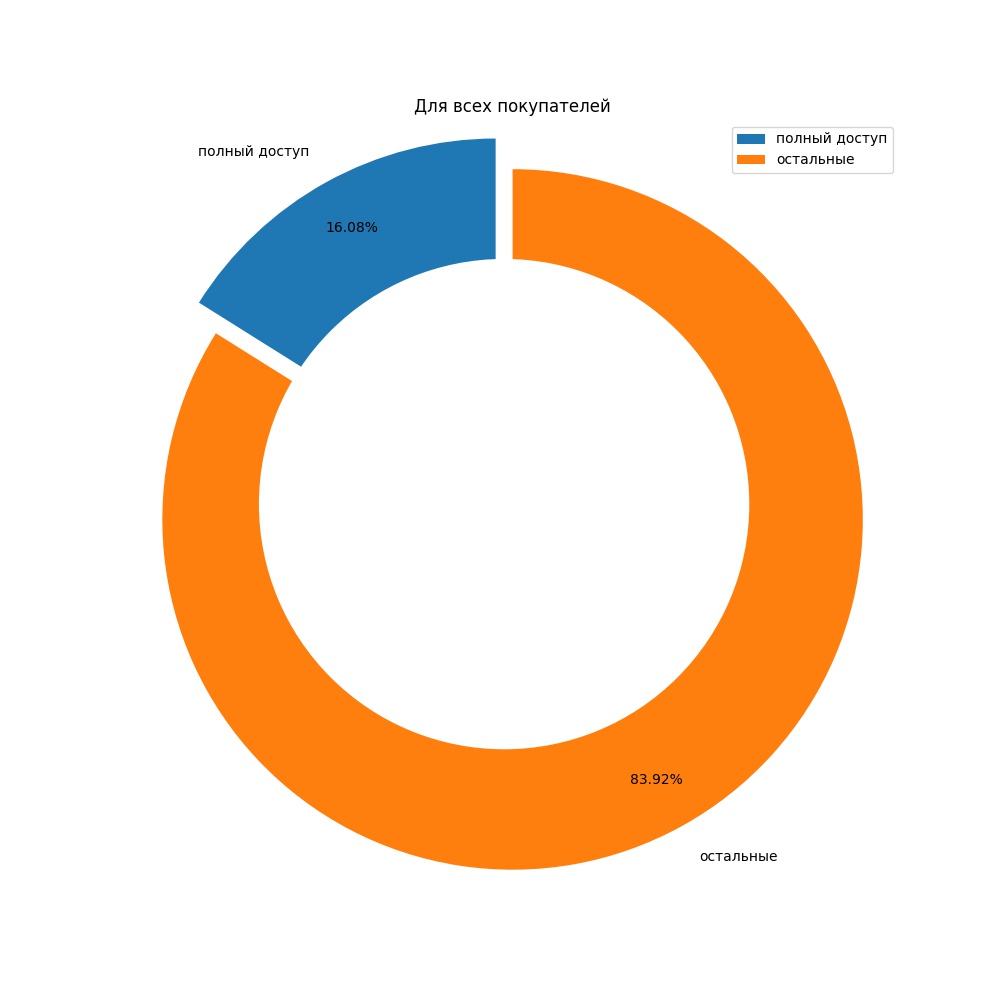 Для всех покупателей
полный доступ
полный доступ
остальные
16.08%
83.92%
остальные